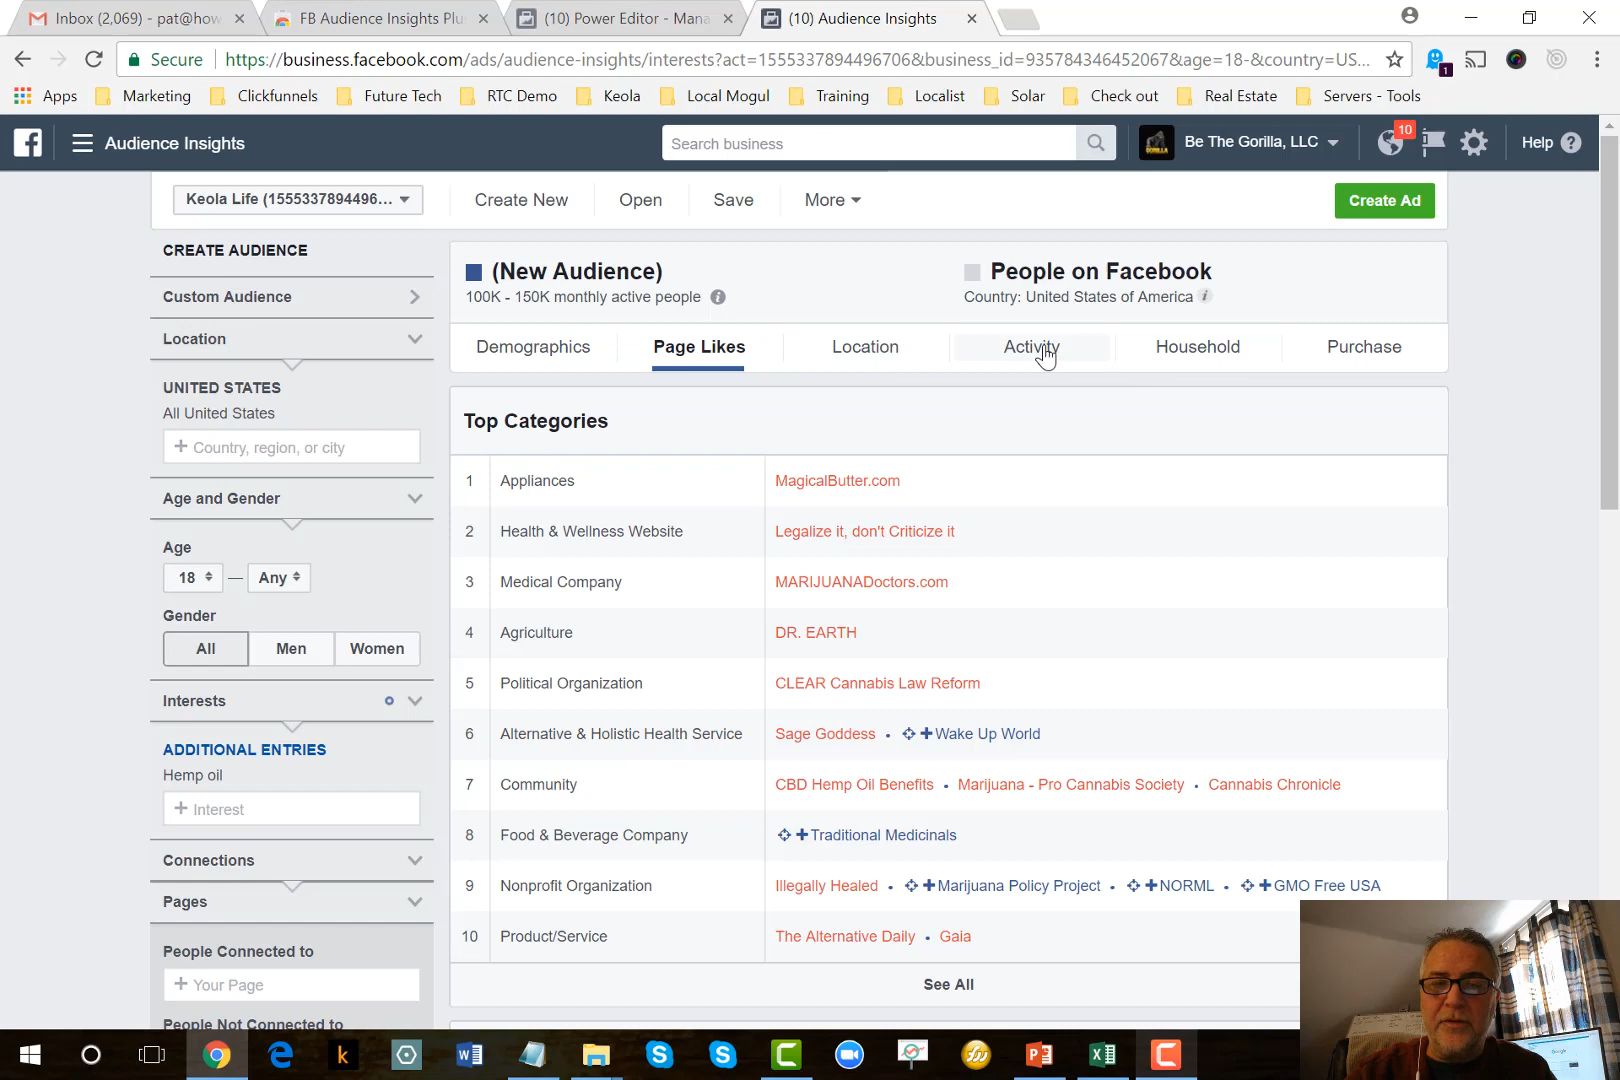 Inbox (2,069) - pat@how
FB Audience Insights Plu
(10) Power Editor - Mana
(10) Audience Insights
Secure
https://business.facebook.com/ads/audience-insights/interests?act=1555337894496706&business_id=935784346452067&age=18-&country=US...
1
Apps
Marketing
Clickfunnels
Future Tech
RTC Demo
Keola
Local Mogul
Training
Localist
Solar
Check out
Real Estate
Servers - Tools
Audience Insights
Search business
Be The Gorilla, LLC
10
Help ?
Keola Life (1555337894496...
Create New
Open
Save
More
Create Ad
CREATE AUDIENCE
Custom Audience
Location
UNITED STATES
All United States
+ Country, region, or city
Age and Gender
Age
18 — Any
Gender
All
Men
Women
Interests
ADDITIONAL ENTRIES
Hemp oil
+ Interest
Connections
Pages
People Connected to
+ Your Page
People Not Connected to
(New Audience)
100K - 150K monthly active people
People on Facebook
Country: United States of America
Demographics
Page Likes
Location
Activity
Household
Purchase
Top Categories
1 Appliances MagicalButter.com
2 Health & Wellness Website Legalize it, don't Criticize it
3 Medical Company MARIJUANADoctors.com
4 Agriculture DR. EARTH
5 Political Organization CLEAR Cannabis Law Reform
6 Alternative & Holistic Health Service Sage Goddess • +Wake Up World
7 Community CBD Hemp Oil Benefits • Marijuana - Pro Cannabis Society • Cannabis Chronicle
8 Food & Beverage Company +Traditional Medicinals
9 Nonprofit Organization Illegally Healed • +Marijuana Policy Project • +NORML • +GMO Free USA
10 Product/Service The Alternative Daily • Gaia
See All